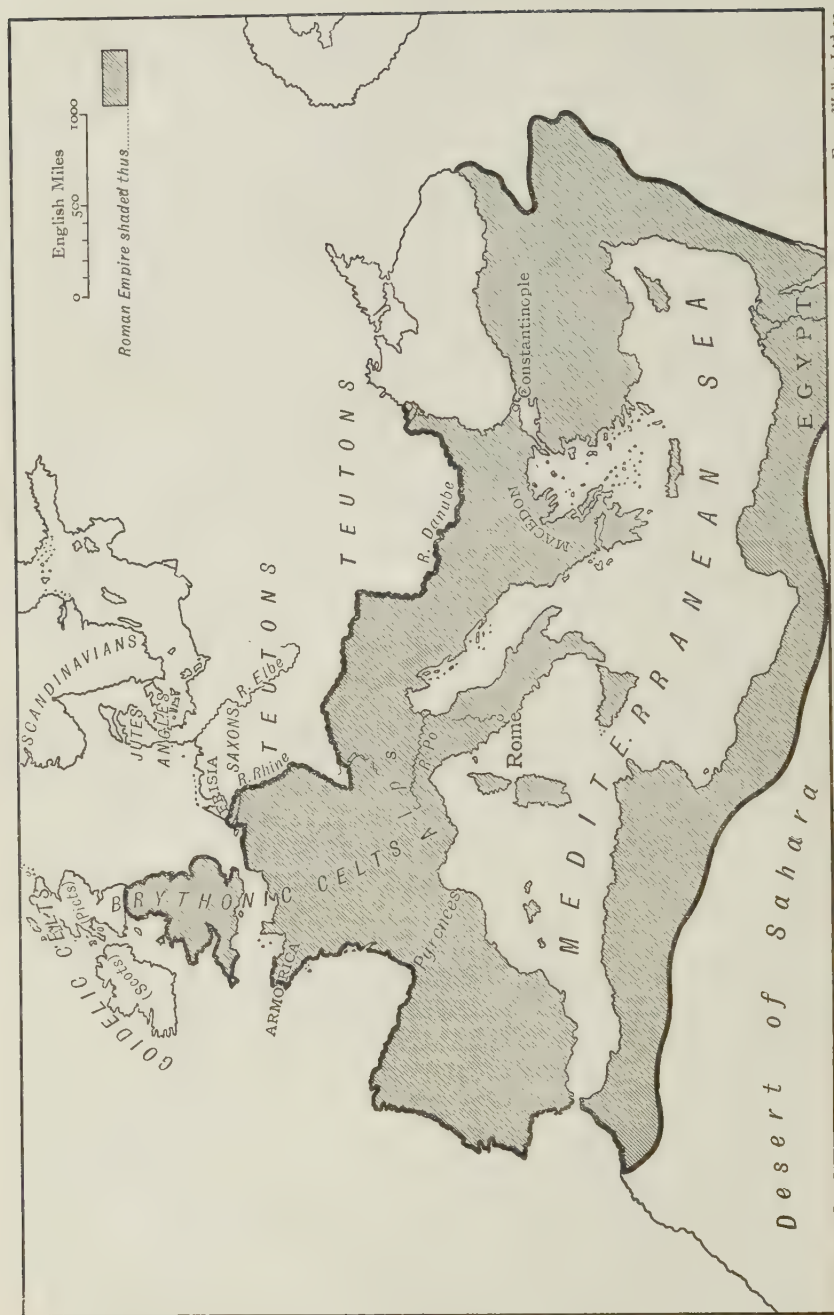 English Miles
0 500 1000
Roman Empire shaded thus
SCANDINAVIANS
JUTES
ANGLES
SAXONS
R. Elbe
FRISIA
TEUTONS
TEUTONS
R. Rhine
R. Danube
GOIDELIC CELTS
(Scots)
(Picts)
BRYTHONIC CELTS
ARMORICA
Pyrenees
Alps
R. Po
Rome
MACEDON
Constantinople
MEDITERRANEAN SEA
EGYPT
Desert of Sahara